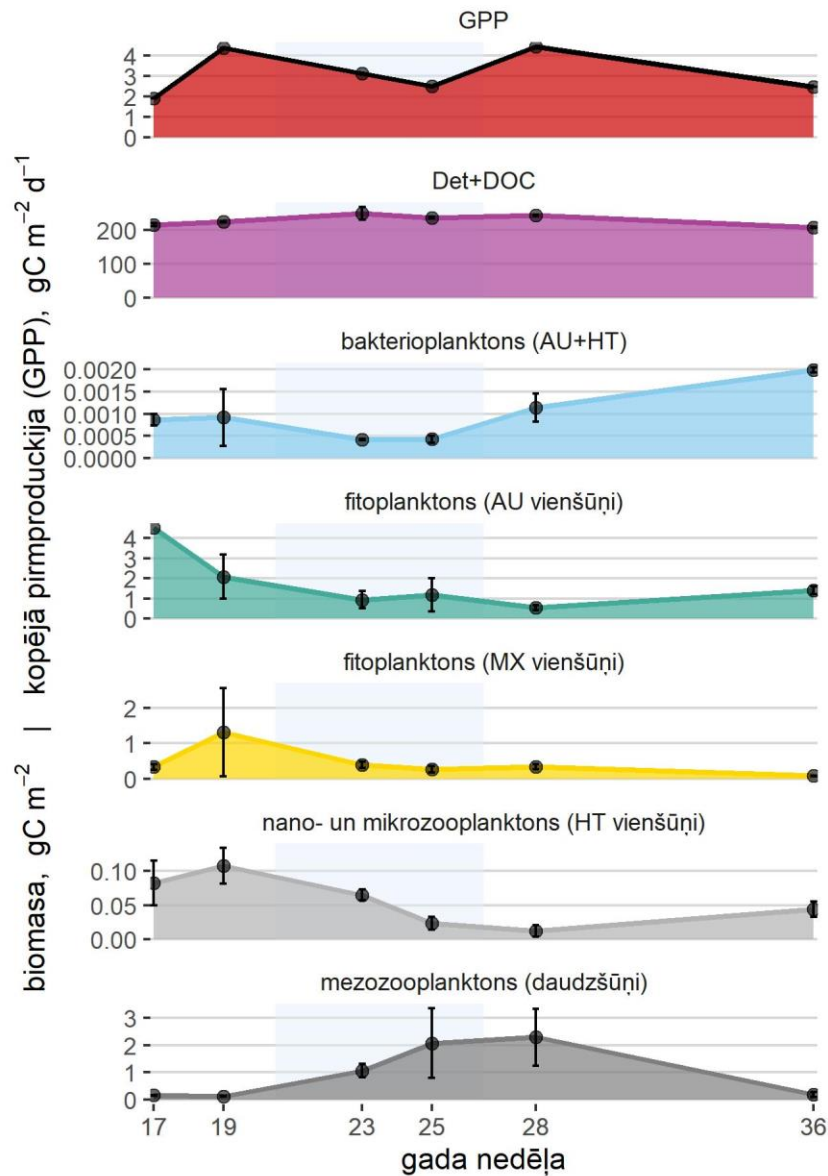 GPP
4
3
2
1
0
Det+DOC
200
100
0
bakterioplanktons (AU+HT)
0.0020
0.0015
0.0010
0.0005
0.0000
fitoplanktons (AU vienšūņi)
4
3
2
1
0
fitoplanktons (MX vienšūņi)
2
1
0
nano- un mikrozooplanktons (HT vienšūņi)
0.10
0.05
0.00
mezozooplanktons (daudzšūņi)
3
2
1
0
17 19 23 25 28 36
gada nedēļa
biomasa, gC m⁻² | kopējā pirmproduckija (GPP), gC m⁻² d⁻¹